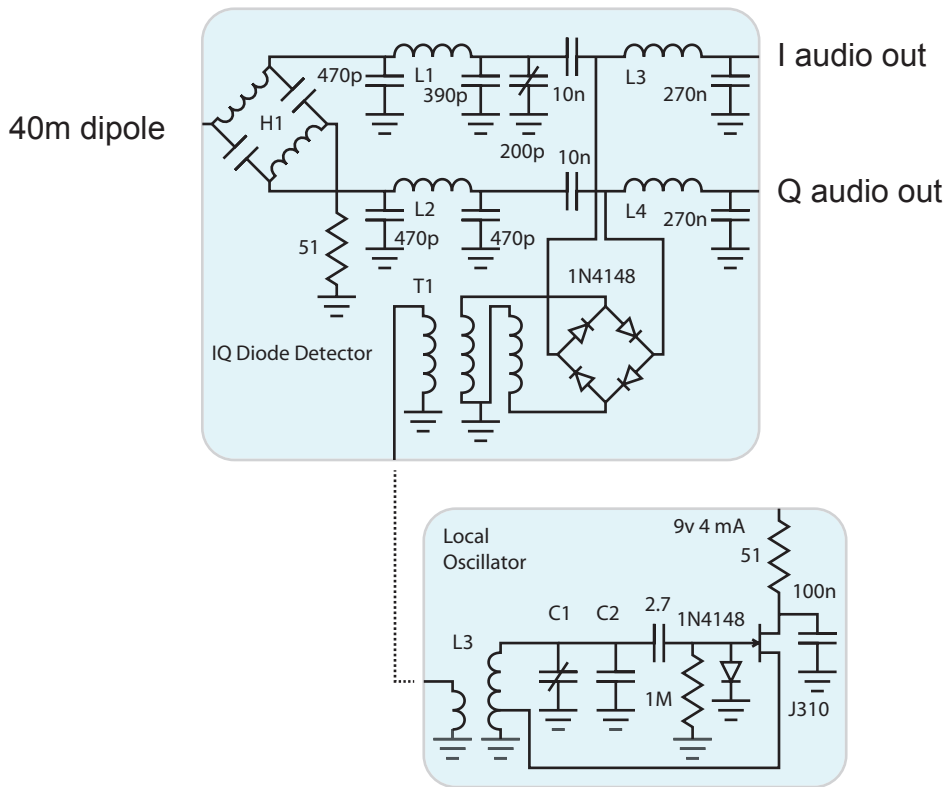 I audio out
470p
L1
390p
10n
L3
270n
40m dipole
H1
200p
10n
Q audio out
L2
L4
51
470p
470p
270n
T1
1N4148
IQ Diode Detector
Local
Oscillator
9v 4 mA
51
100n
2.7
C1
C2
1N4148
L3
1M
J310